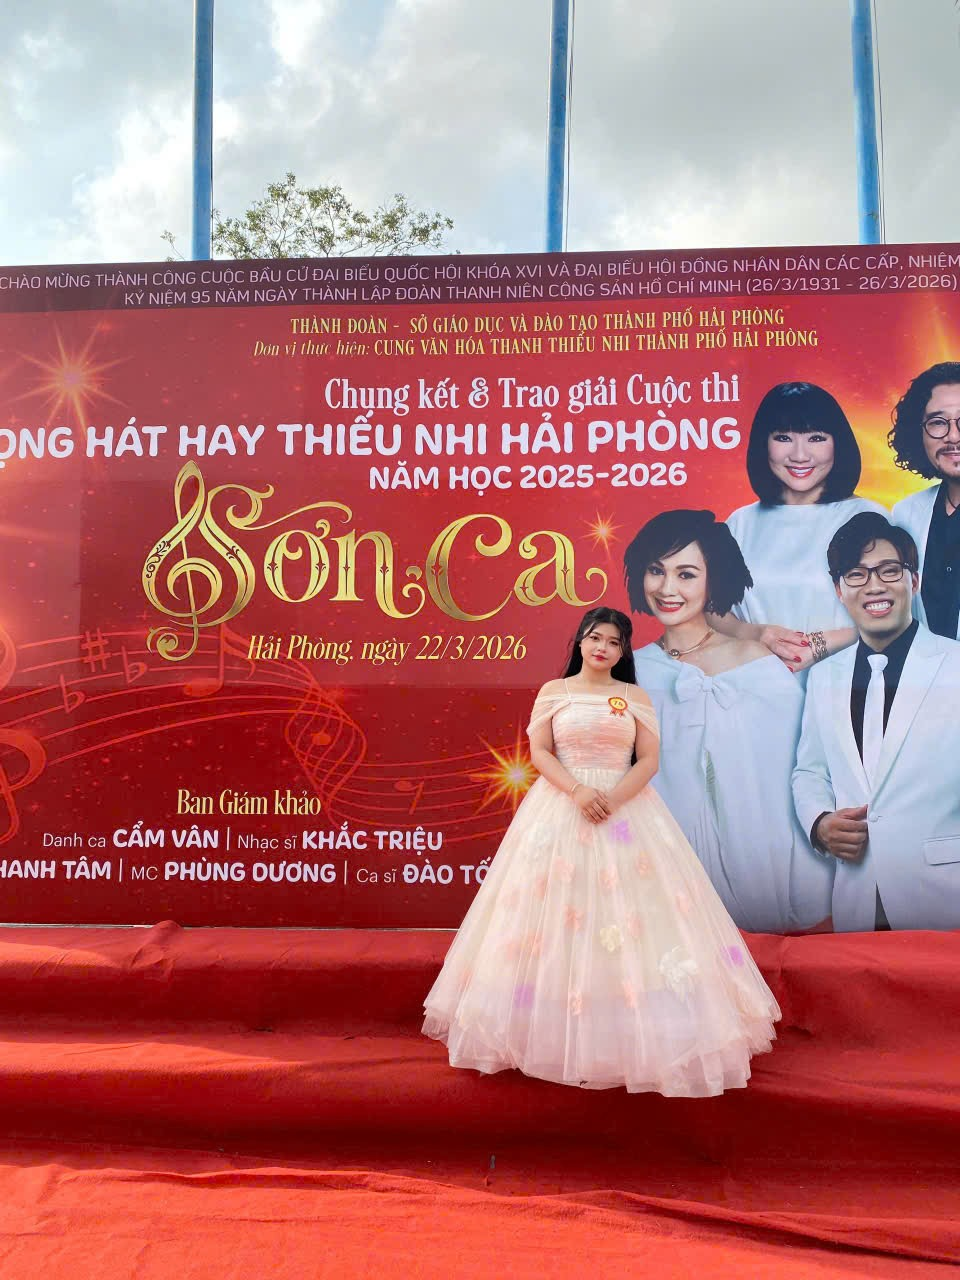 CHÀO MỪNG THÀNH CÔNG CUỘC BẦU CỬ ĐẠI BIỂU QUỐC HỘI KHÓA XVI VÀ ĐẠI BIỂU HỘI ĐỒNG NHÂN DÂN CÁC CẤP, NHIỆM
KỶ NIỆM 95 NĂM NGÀY THÀNH LẬP ĐOÀN THANH NIÊN CỘNG SẢN HỒ CHÍ MINH (26/3/1931 - 26/3/2026)
THÀNH ĐOÀN - SỞ GIÁO DỤC VÀ ĐÀO TẠO THÀNH PHỐ HẢI PHÒNG
Đơn vị thực hiện: CUNG VĂN HÓA THANH THIẾU NHI THÀNH PHỐ HẢI PHÒNG
Chung kết & Trao giải Cuộc thi
ỌNG HÁT HAY THIẾU NHI HẢI PHÒNG
NĂM HỌC 2025-2026
Sơn Ca
Hải Phòng, ngày 22/3/2026
Ban Giám khảo
Danh ca CẨM VÂN | Nhạc sĩ KHẮC TRIỆU
HANH TÂM | MC PHÙNG DƯƠNG | Ca sĩ ĐÀO TỐ